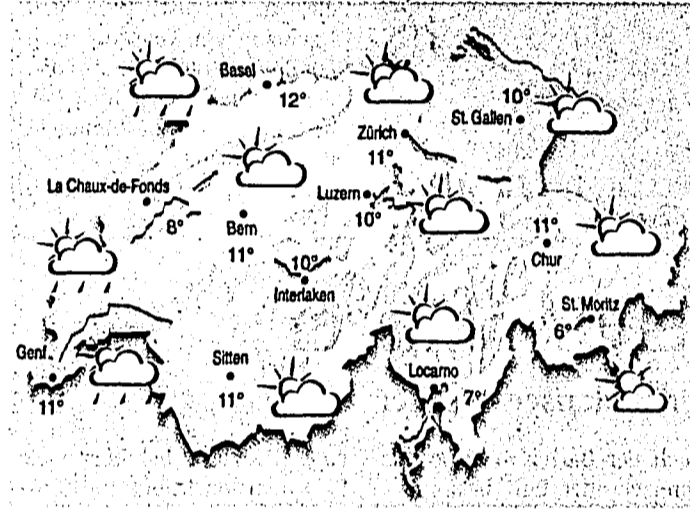 Basel
12°
10°
St. Gallen
Zürich
11°
La Chaux-de-Fonds
8°
Luzern
10°
Bern
11°
11°
Chur
10°
Interlaken
St. Moritz
6°
Genf
11°
Sitten
11°
Locarno
7°